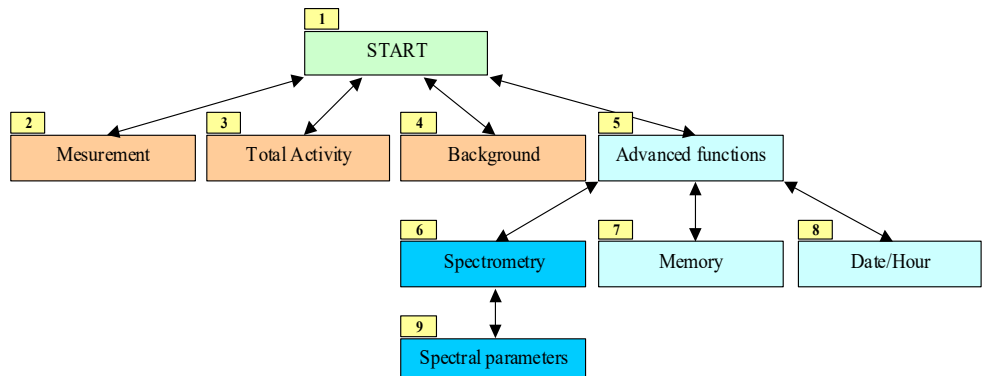 1
START
2
Mesurement
3
Total Activity
4
Background
5
Advanced functions
6
Spectrometry
7
Memory
8
Date/Hour
9
Spectral parameters